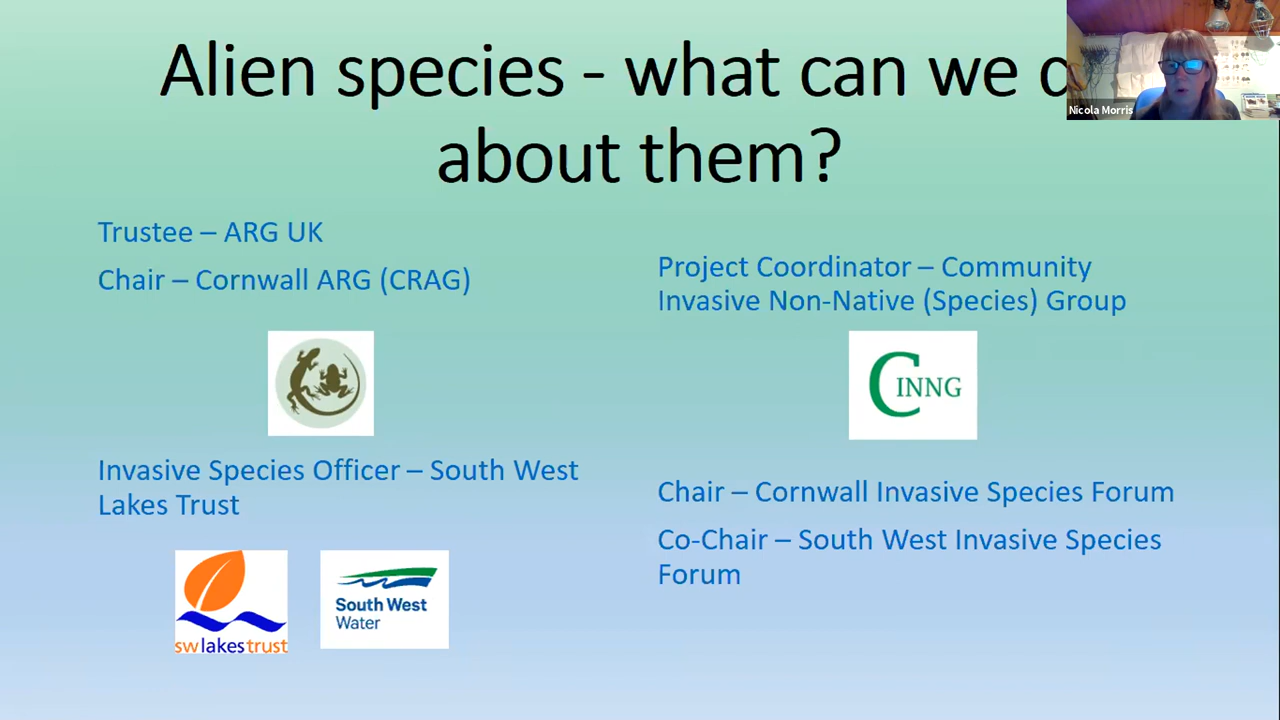 Alien species - what can we
about them?
Nicola Morris
Trustee – ARG UK
Chair – Cornwall ARG (CRAG)
Invasive Species Officer – South West
Lakes Trust
swlakestrust
South West
Water
Project Coordinator – Community
Invasive Non-Native (Species) Group
CINNG
Chair – Cornwall Invasive Species Forum
Co-Chair – South West Invasive Species
Forum